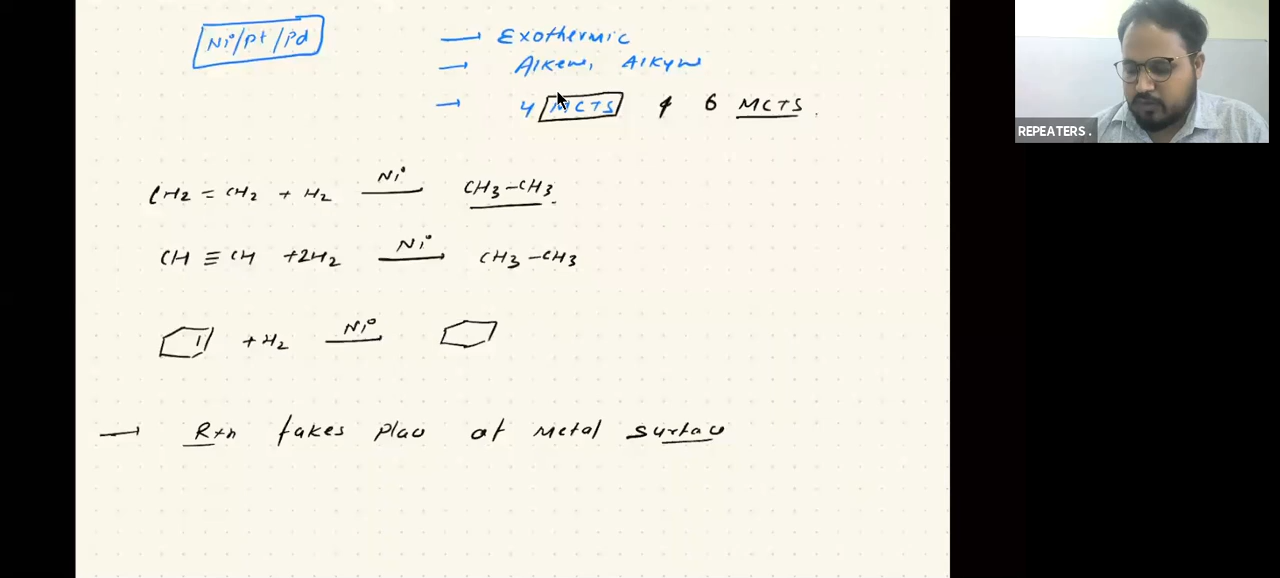 Ni/Pt/Pd
→ Exothermic
→ Alkene, Alkyne
→ 4 MCTS & 6 MCTS.
CH2 = CH2 + H2 Ni→ CH3-CH3.
CH ≡ CH +2H2 Ni→ CH3-CH3
+H2 Ni→
→ Rxn takes place at metal surface
REPEATERS .